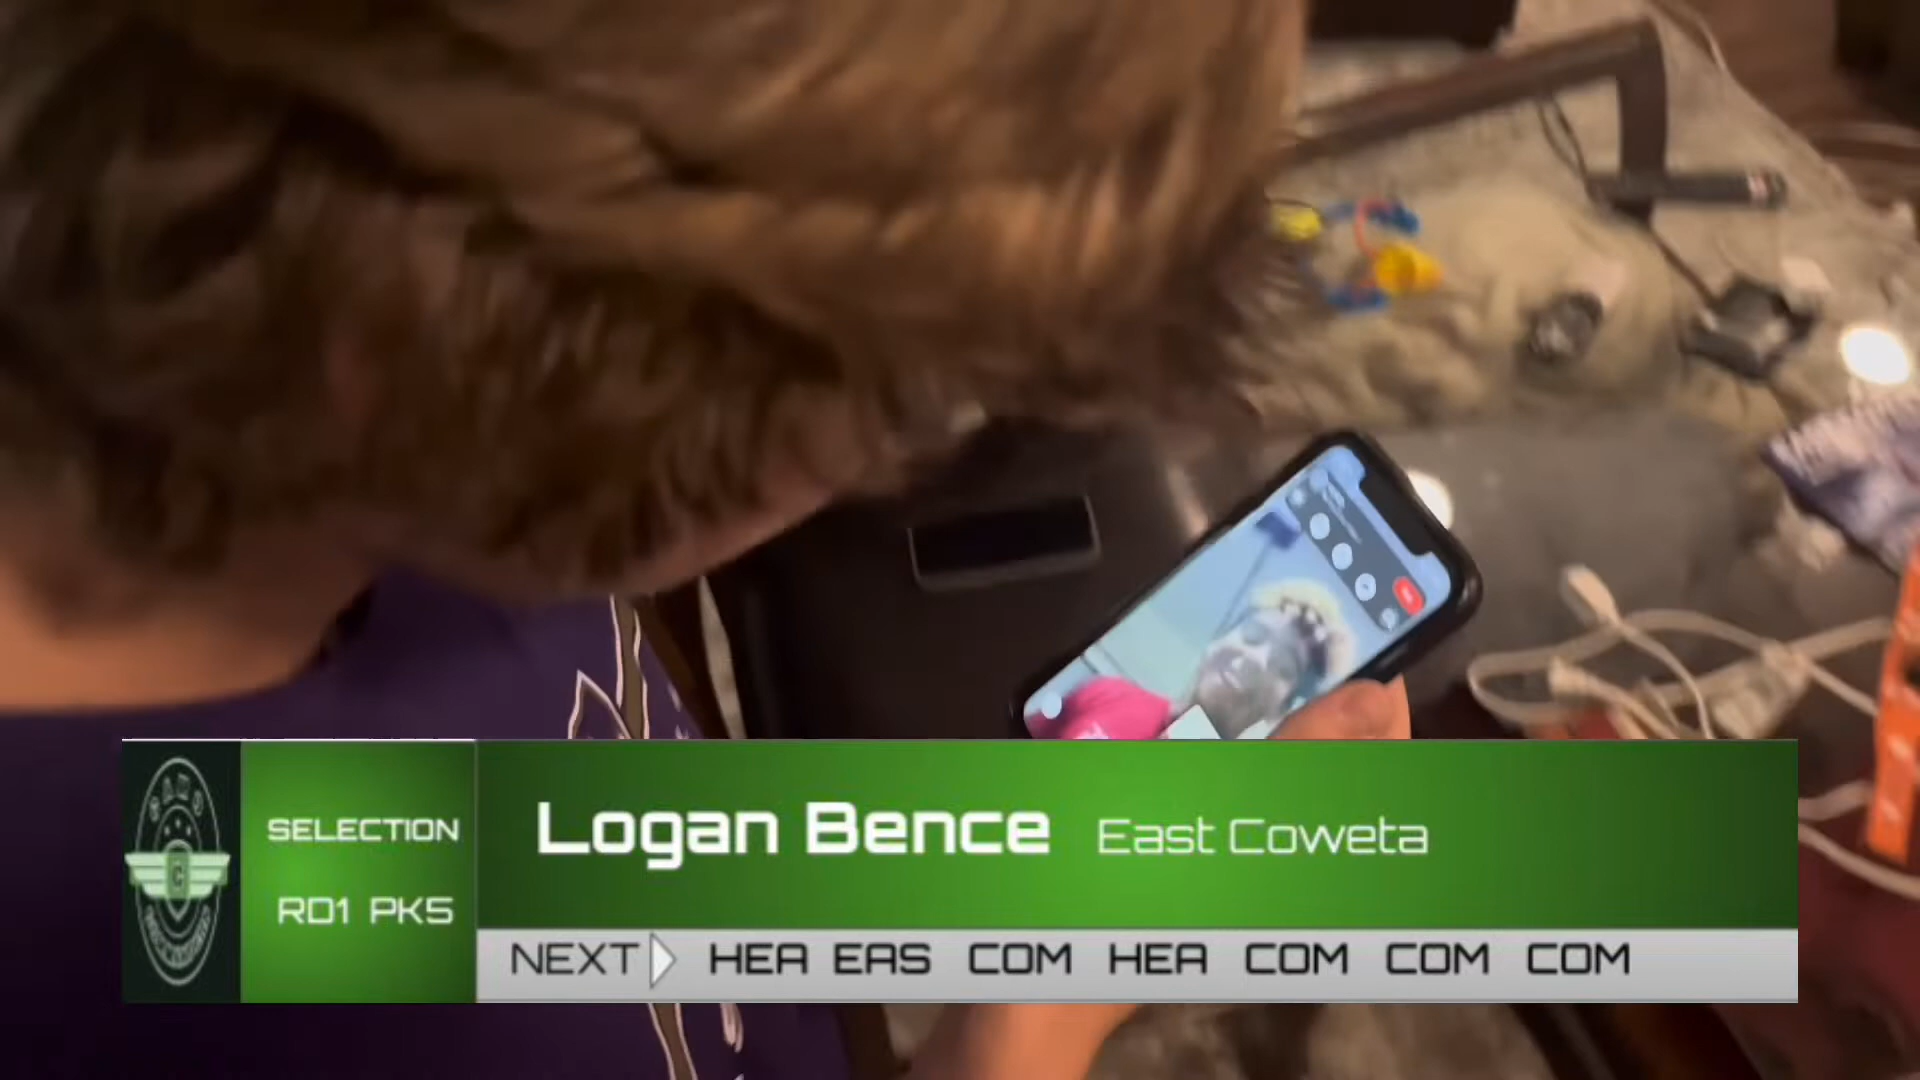 SELECTION
RD1 PK5
Logan Bence East Coweta
NEXT HEA EAS COM HEA COM COM COM